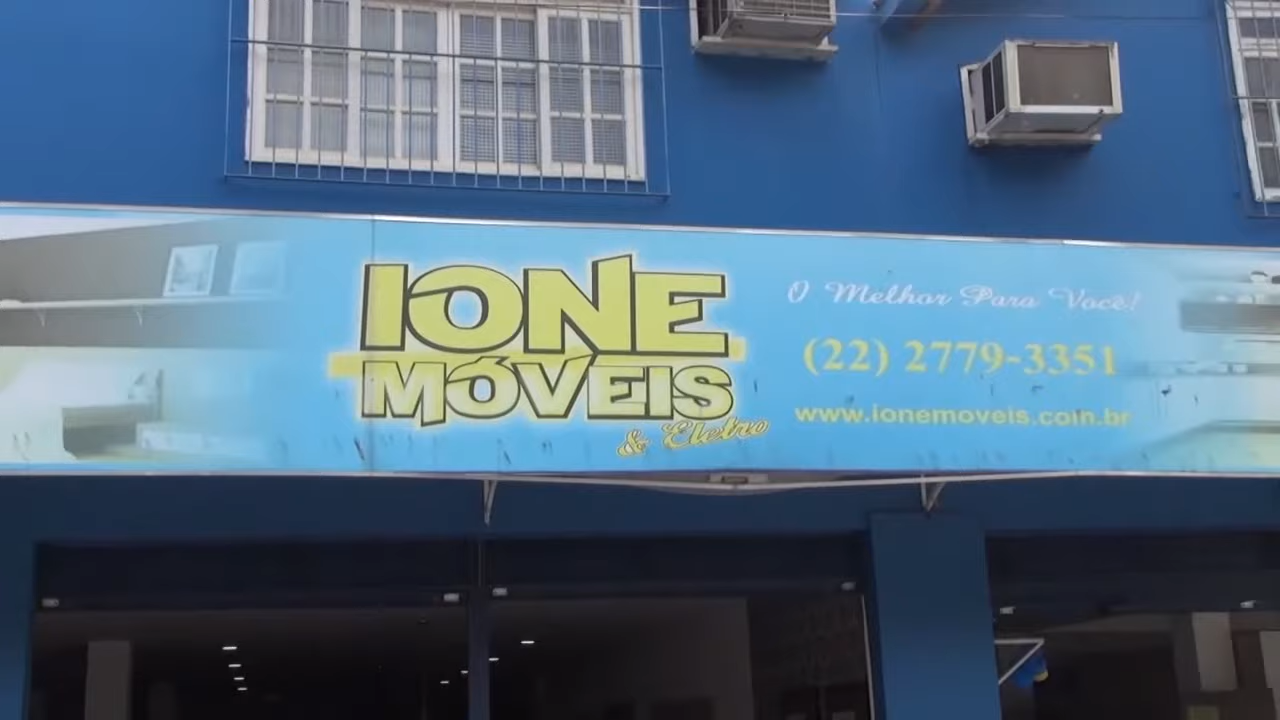 IONE
MÓVEIS
& Eletro
O Melhor Para Você!
(22) 2779-3351
www.ionemoveis.com.br